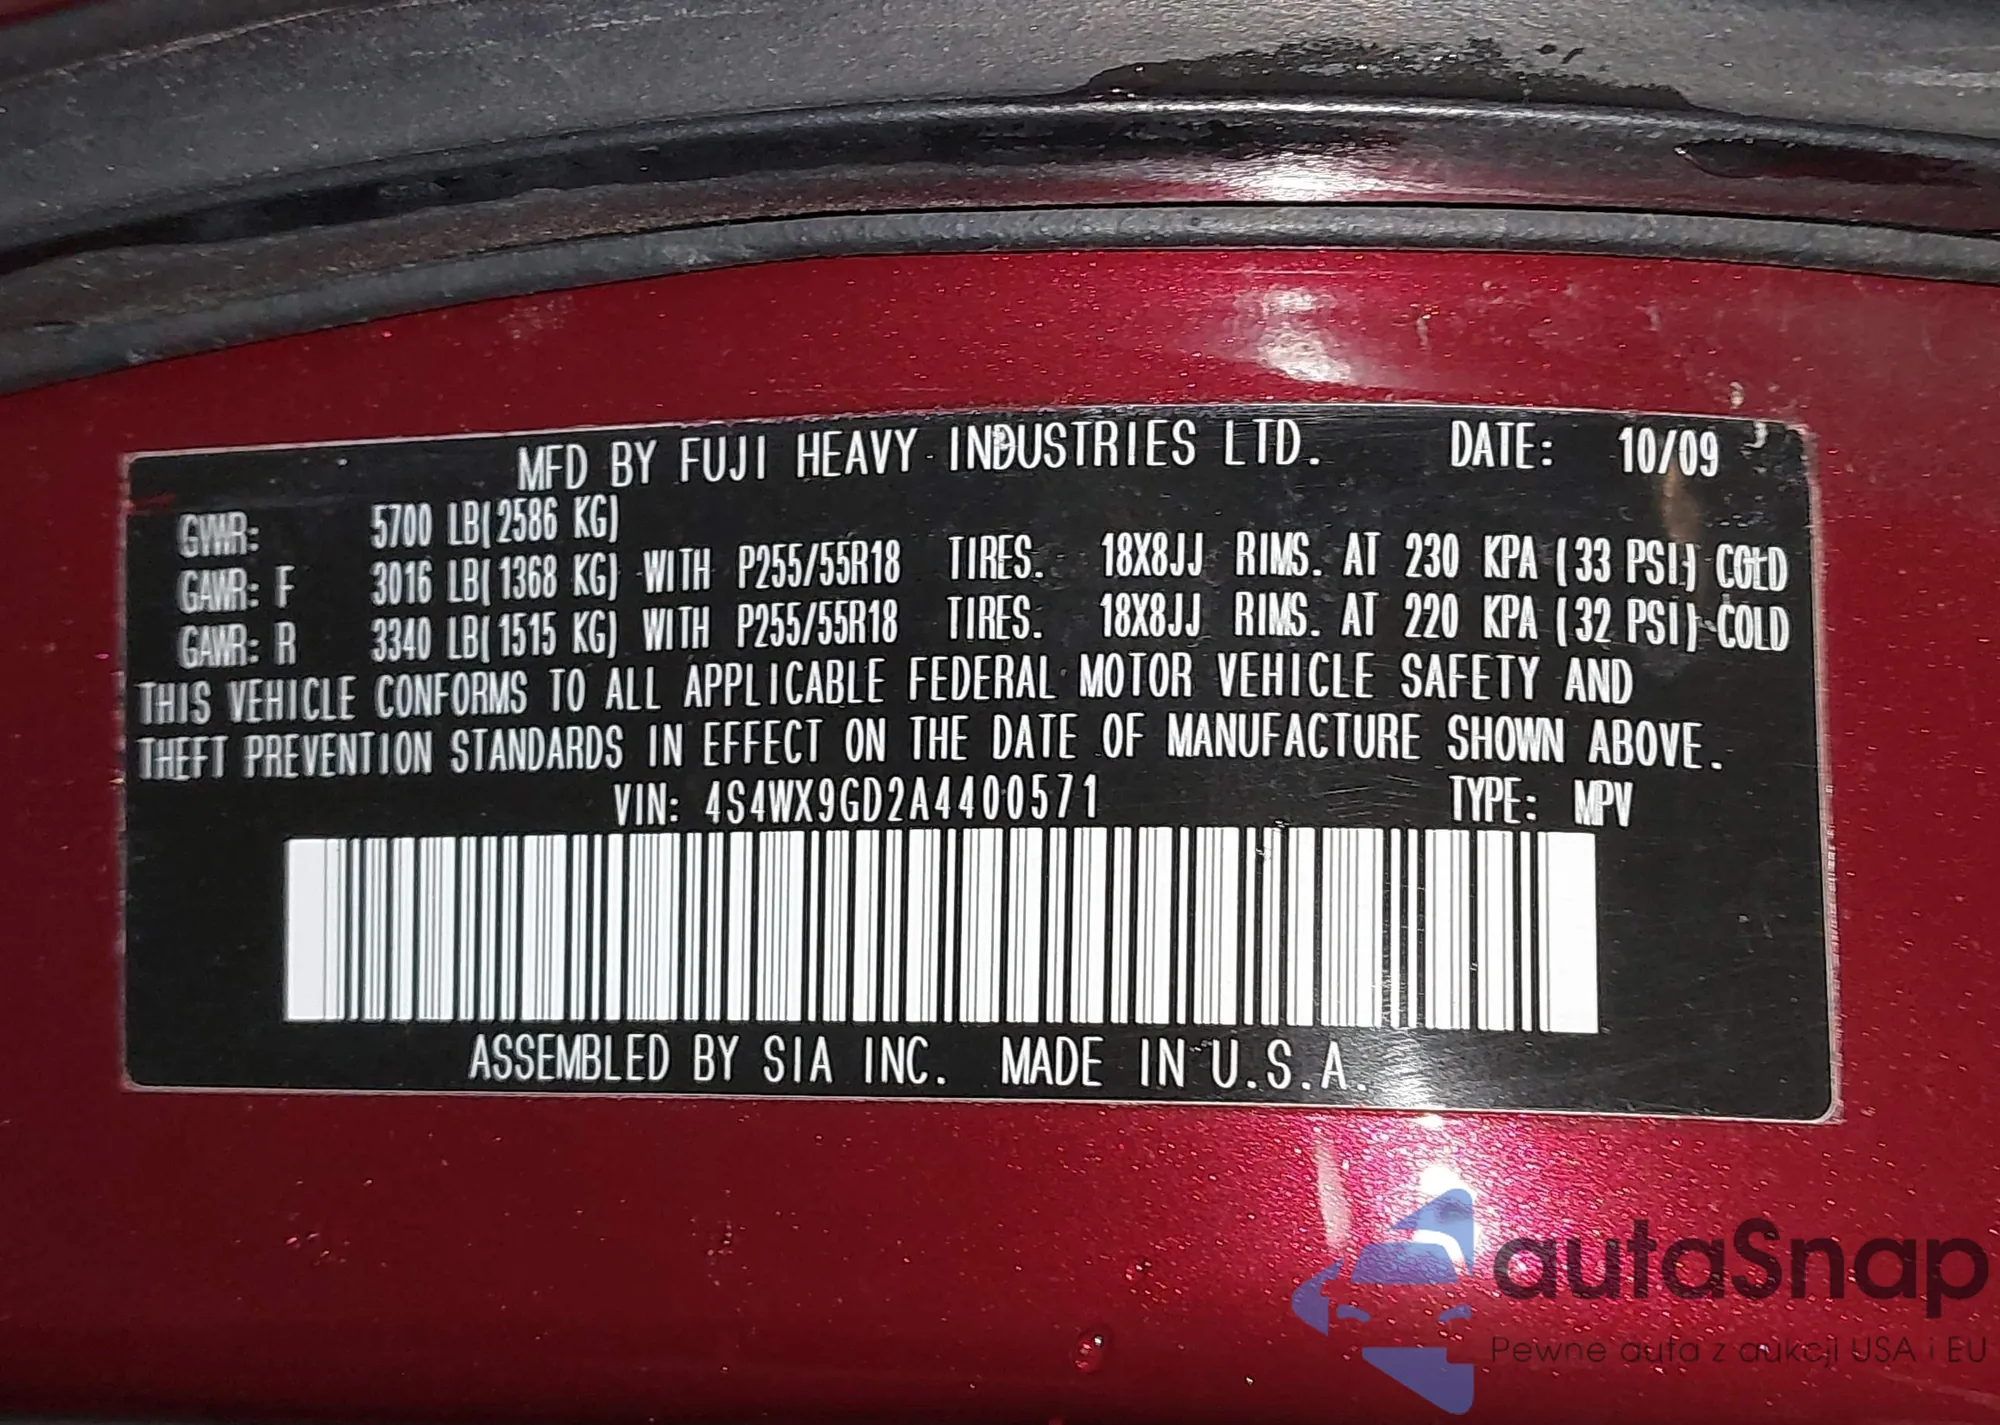 MFD BY FUJI HEAVY INDUSTRIES LTD. DATE: 10/09
GVWR: 5700 LB(2586 KG)
GAWR: F 3016 LB(1368 KG) WITH P255/55R18 TIRES. 18X8JJ RIMS. AT 230 KPA (33 PSI) COLD
GAWR: R 3340 LB(1515 KG) WITH P255/55R18 TIRES. 18X8JJ RIMS. AT 220 KPA (32 PSI) COLD
THIS VEHICLE CONFORMS TO ALL APPLICABLE FEDERAL MOTOR VEHICLE SAFETY AND
THEFT PREVENTION STANDARDS IN EFFECT ON THE DATE OF MANUFACTURE SHOWN ABOVE.
VIN: 4S4WX9GD2A4400571 TYPE: MPV
ASSEMBLED BY SIA INC. MADE IN U.S.A.
autaSnap
Pewne auta z aukcji USA i EU